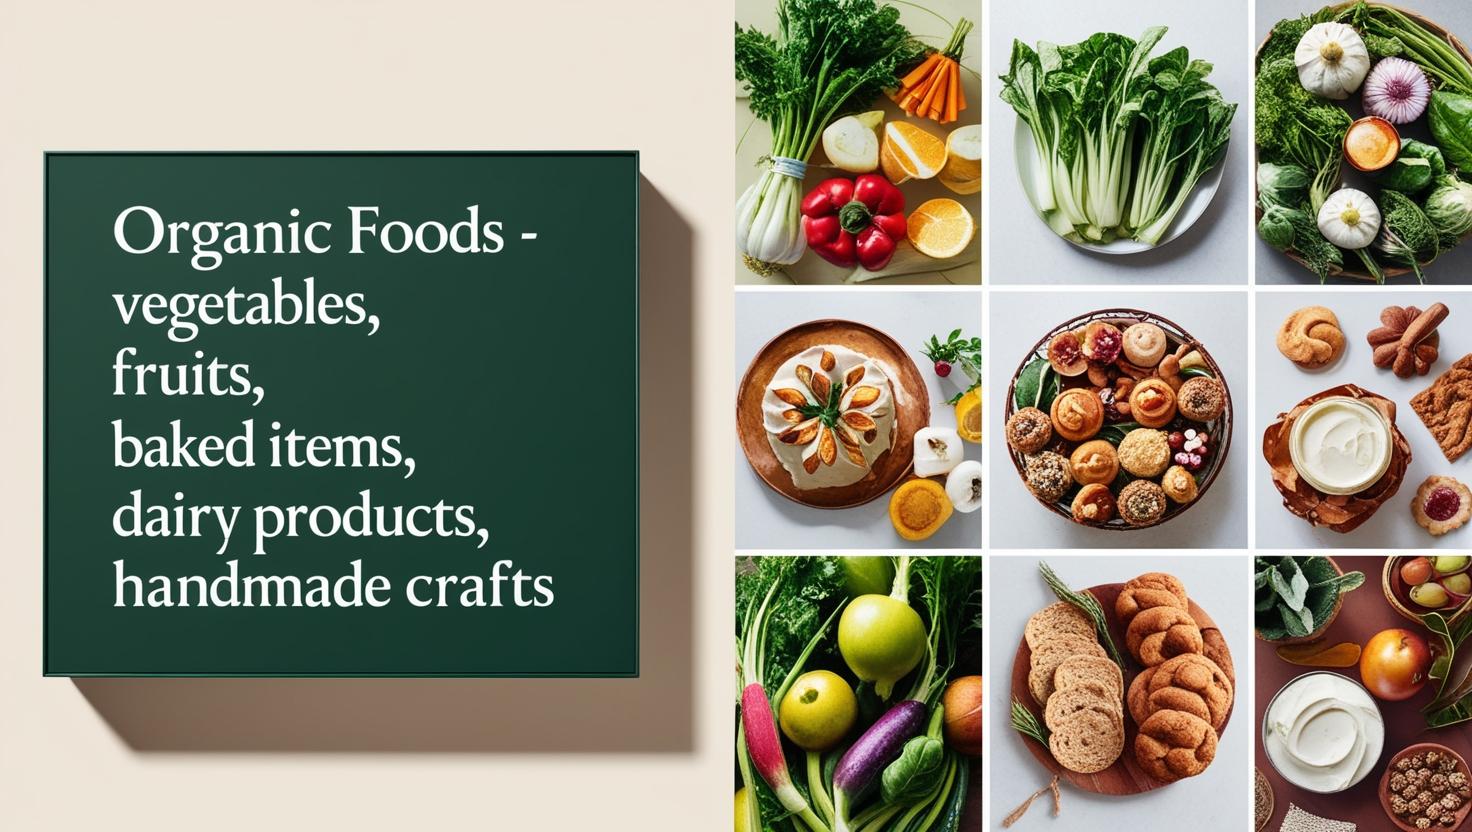 Organic Foods -
vegetables,
fruits,
baked items,
dairy products,
handmade crafts